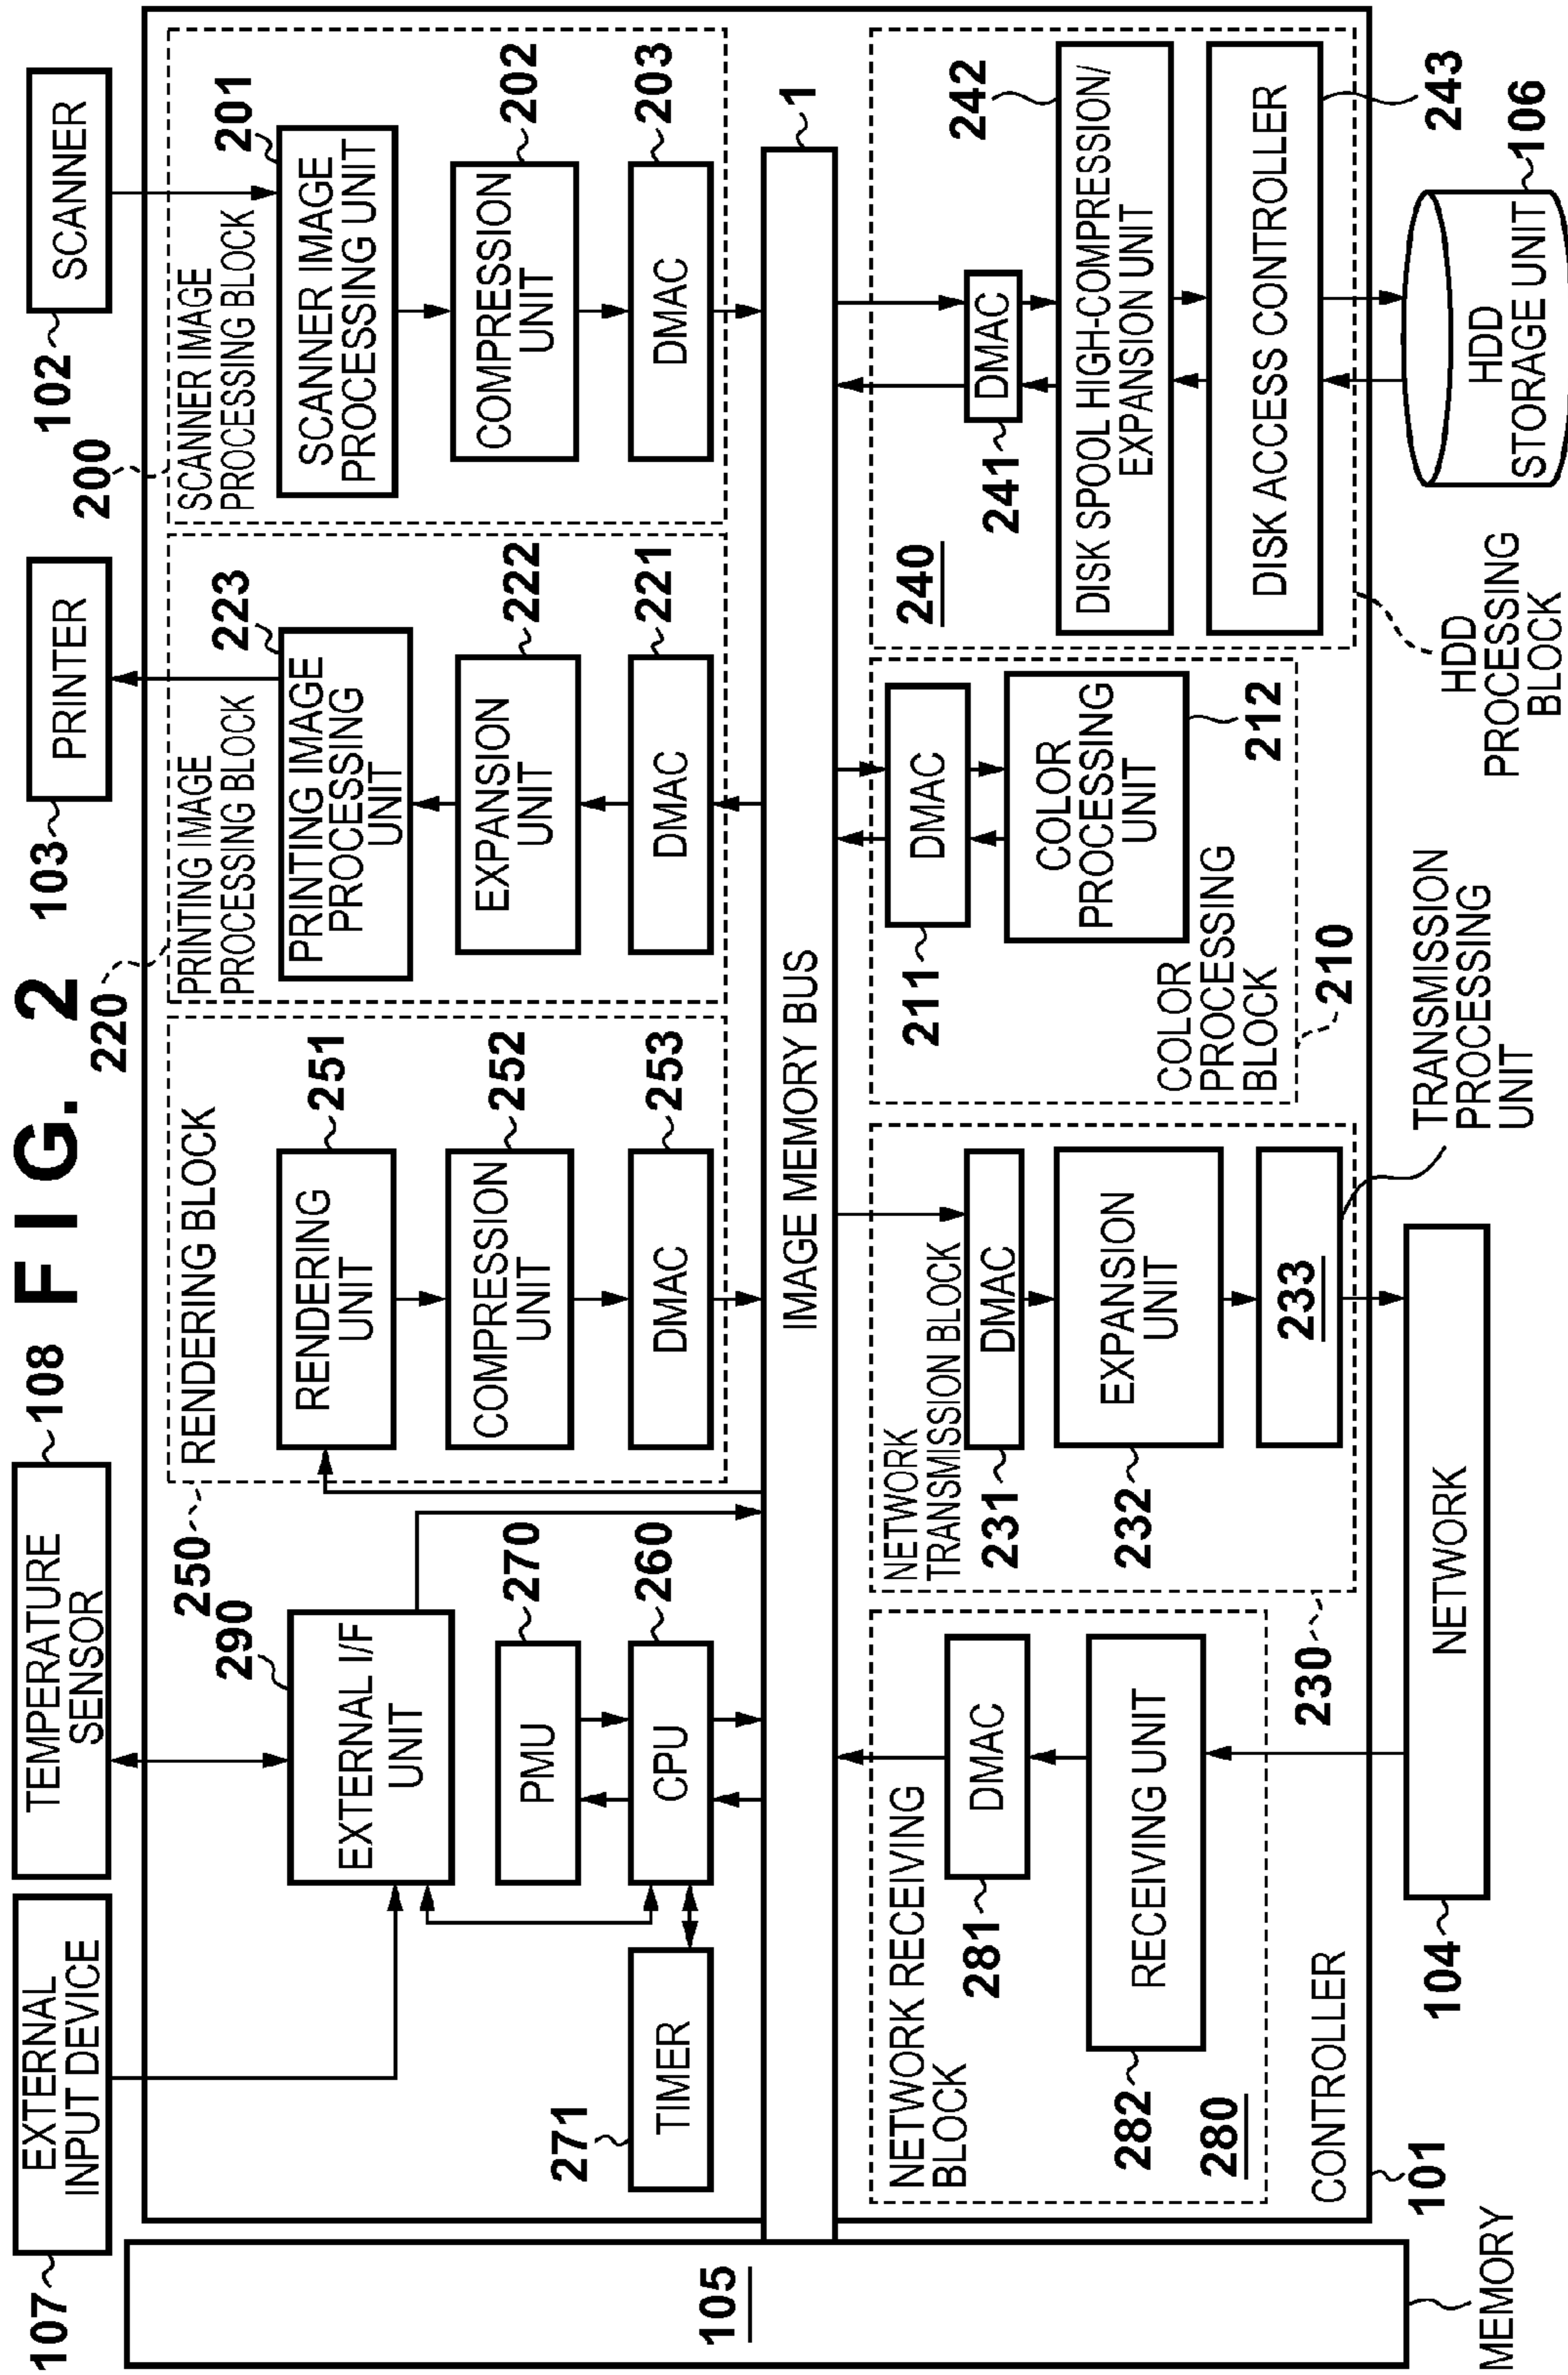 FIG. 2
107
EXTERNAL
INPUT DEVICE
TEMPERATURE
SENSOR
108
103
PRINTER
102
SCANNER
290
EXTERNAL I/F
UNIT
270
PMU
260
CPU
271
TIMER
250
RENDERING BLOCK
251
RENDERING
UNIT
252
COMPRESSION
UNIT
253
DMAC
220
PRINTING IMAGE
PROCESSING BLOCK
223
PRINTING IMAGE
PROCESSING
UNIT
222
EXPANSION
UNIT
221
DMAC
200
SCANNER IMAGE
PROCESSING BLOCK
201
SCANNER IMAGE
PROCESSING UNIT
202
COMPRESSION
UNIT
203
DMAC
105
IMAGE MEMORY BUS
1
NETWORK RECEIVING
BLOCK
281
DMAC
282
RECEIVING UNIT
280
NETWORK
TRANSMISSION BLOCK
231
DMAC
232
EXPANSION
UNIT
233
230
211
DMAC
COLOR
PROCESSING
UNIT
212
COLOR
PROCESSING
BLOCK
210
240
241
DMAC
242
DISK SPOOL HIGH-COMPRESSION/
EXPANSION UNIT
DISK ACCESS CONTROLLER
243
CONTROLLER
101
MEMORY
104
NETWORK
TRANSMISSION
PROCESSING
UNIT
HDD
PROCESSING
BLOCK
HDD
STORAGE UNIT
106